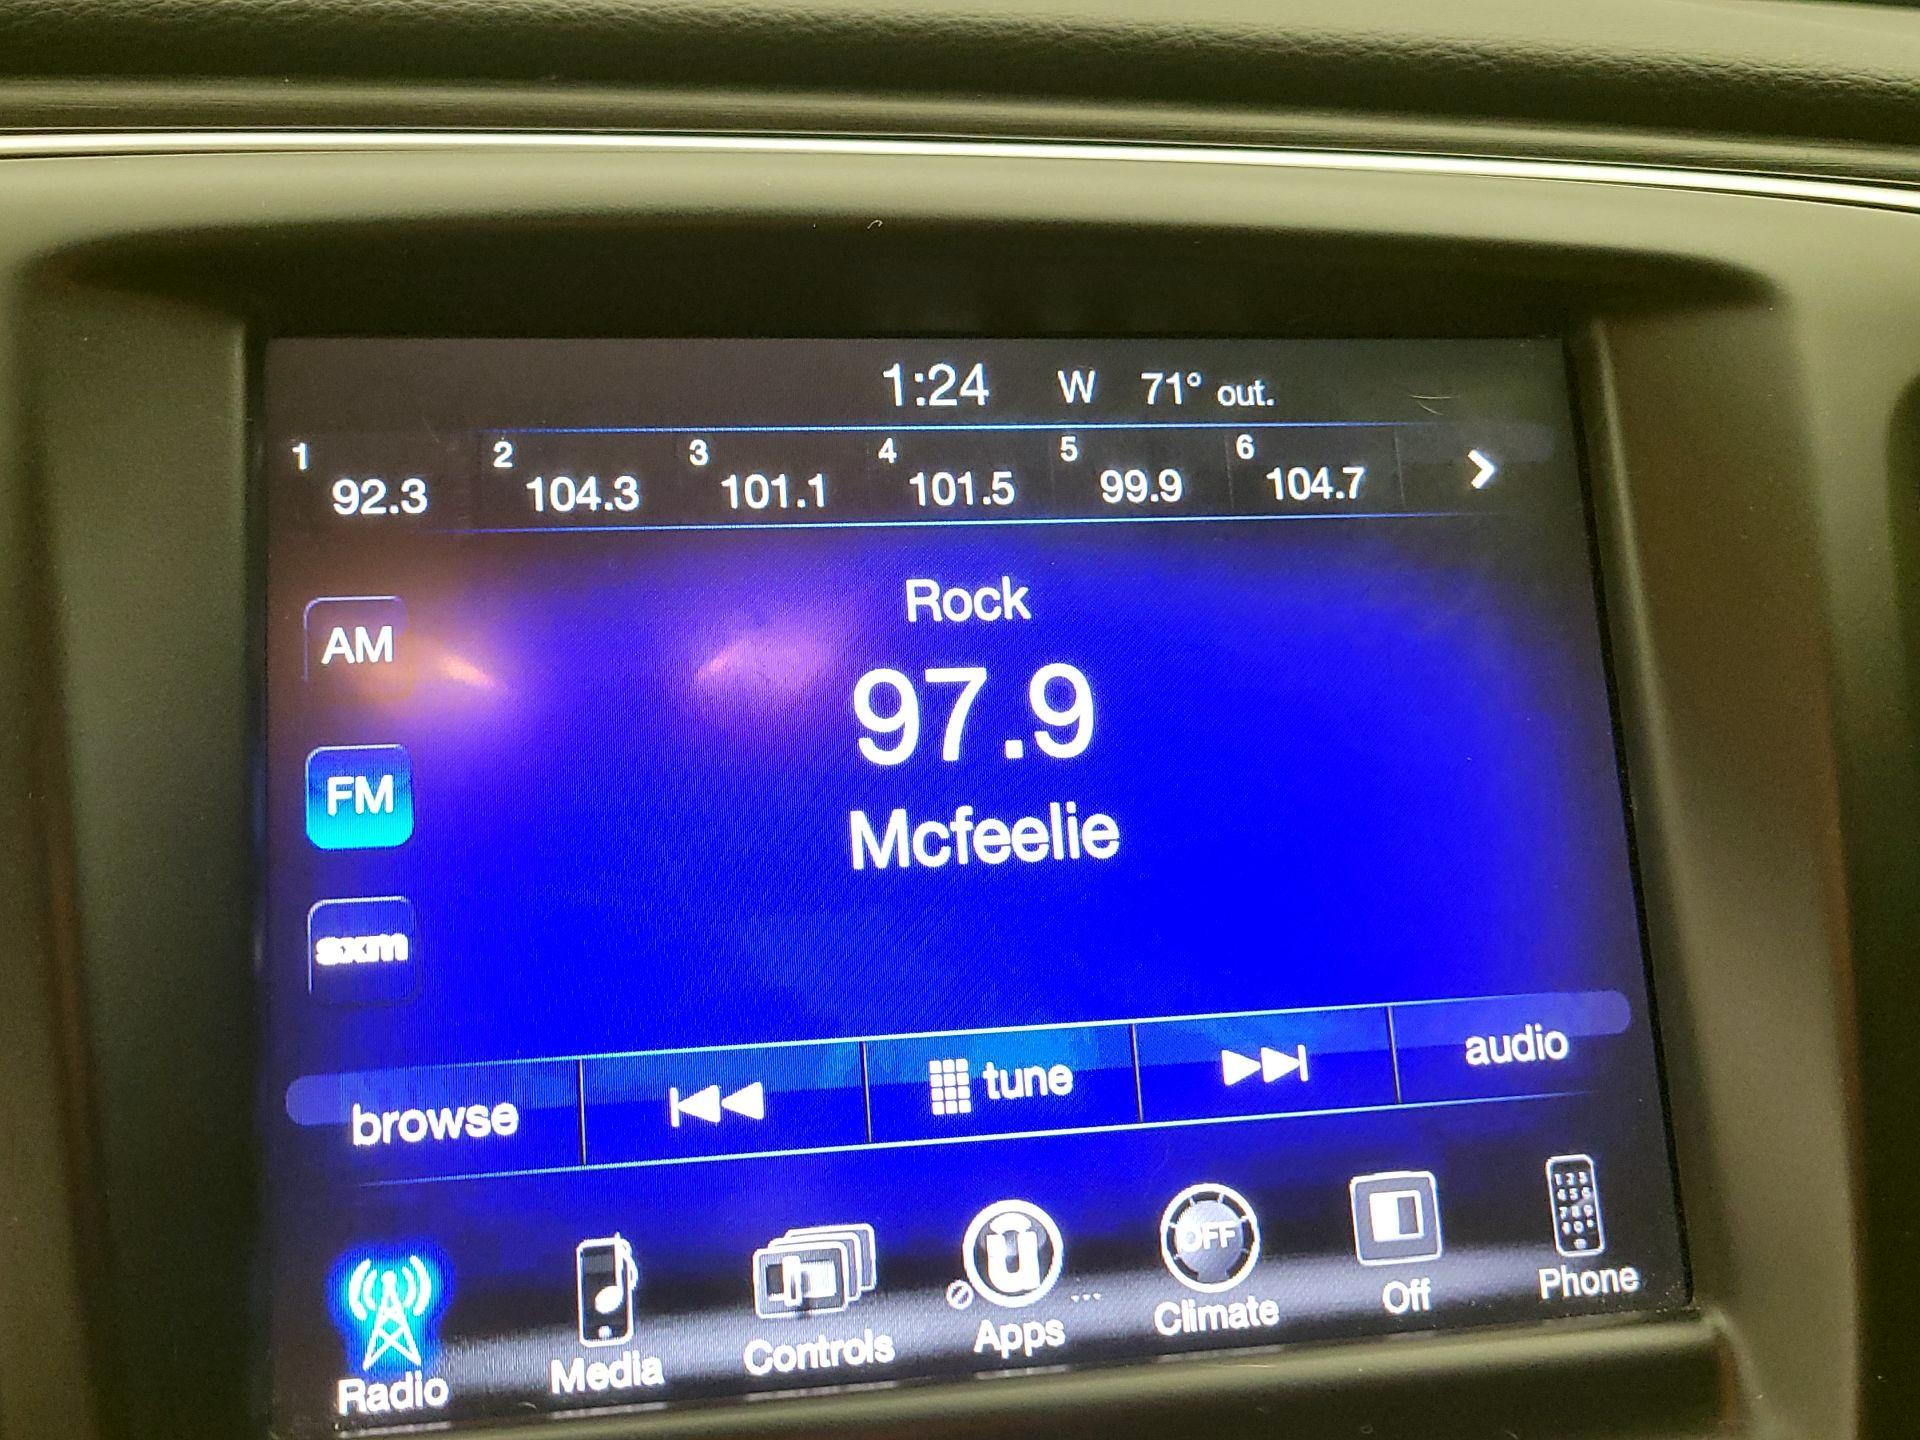 1:24 W 71° out.
1 92.3 2 104.3 3 101.1 4 101.5 5 99.9 6 104.7
Rock
AM
97.9
FM
Mcfeelie
sxm
browse tune audio
OFF
Radio Media Controls Apps Climate Off Phone